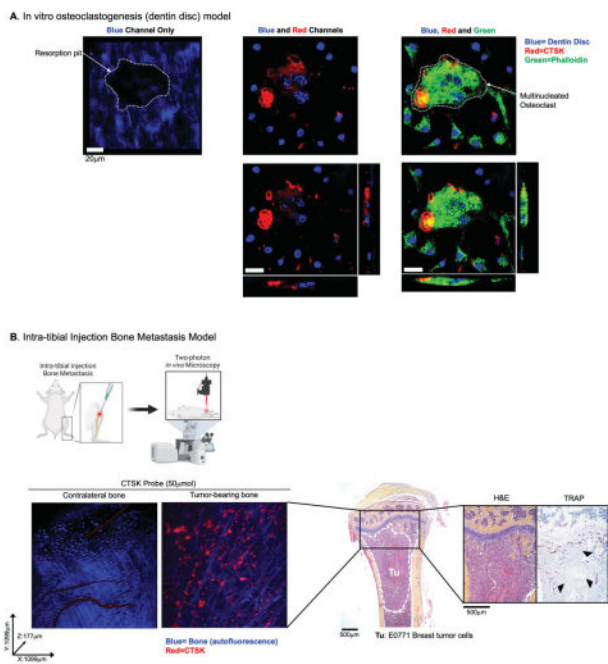 A. In vitro osteoclastogenesis (dentin disc) model
Blue Channel Only
Blue and Red Channels
Blue, Red and Green
Resorption pit
Blue= Dentin Disc
Red=CTSK
Green=Phalloidin
Multinucleated
Osteoclast
20μm
B. Intra-tibial Injection Bone Metastasis Model
Intra-tibial injection
Bone Metastasis
Two-photon
in vivo Microscopy
CTSK Probe (50μmol)
Contralateral bone
Tumor-bearing bone
H&E
TRAP
Tu
500μm
500μm
Tu: E0771 Breast tumor cells
Y:1096μm
Z:177μm
X:1096μm
Blue= Bone (autofluorescence)
Red=CTSK